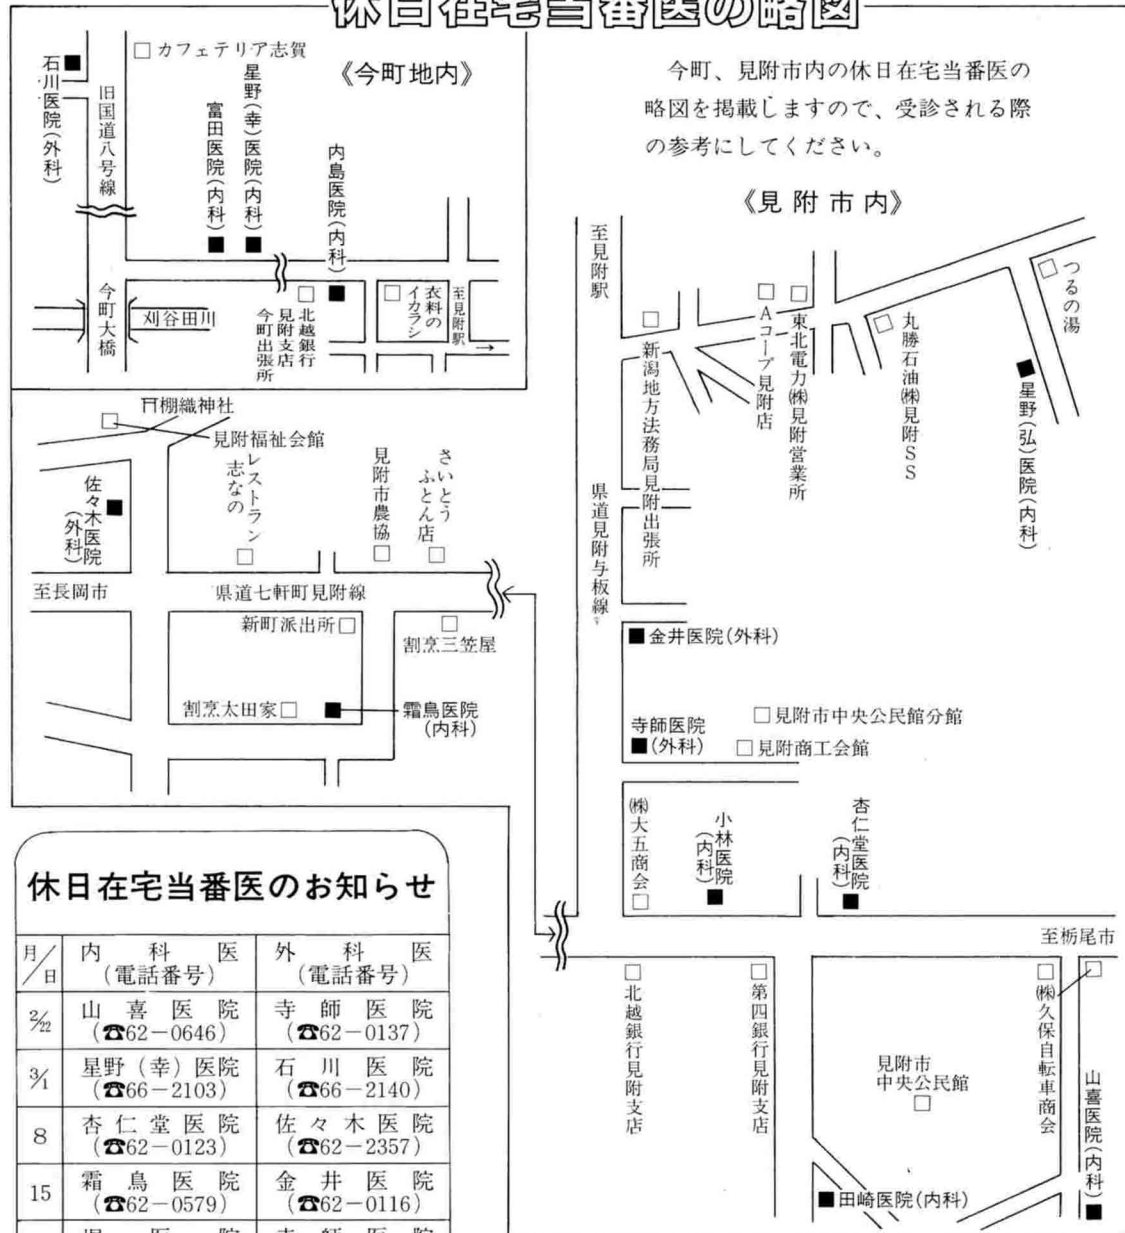 休日在宅当番医の略図
《今町地内》
石川医院(外科)
カフェテリア志賀
旧国道八号線
富田医院(内科)
星野(幸)医院(内科)
内島医院(内科)
今町大橋
刈谷田川
北越銀行
見附支店
今町出張所
衣料の
イカラシ
至見附駅
→
今町、見附市内の休日在宅当番医の
略図を掲載しますので、受診される際
の参考にしてください。
《見附市内》
至見附駅
新潟地方法務局見附出張所
Aコープ見附店
東北電力㈱見附営業所
丸勝石油㈱見附SS
つるの湯
星野(弘)医院(内科)
県道見附与板線
金井医院(外科)
寺師医院
(外科)
見附市中央公民館分館
見附商工会館
㈱大五商会
小林医院
(内科)
杏仁堂医院
(内科)
至栃尾市
北越銀行見附支店
第四銀行見附支店
見附市
中央公民館
㈱久保自転車商会
山喜医院(内科)
田崎医院(内科)
棚織神社
見附福祉会館
佐々木医院
(外科)
レストラン
志なの
見附市農協
さいとう
ふとん店
至長岡市
県道七軒町見附線
新町派出所
割烹三笠屋
割烹太田家
霜鳥医院
(内科)
休日在宅当番医のお知らせ
月/日
内科医
(電話番号)
外科医
(電話番号)
2/22
山喜医院
(☎62-0646)
寺師医院
(☎62-0137)
3/1
星野(幸)医院
(☎66-2103)
石川医院
(☎66-2140)
8
杏仁堂医院
(☎62-0123)
佐々木医院
(☎62-2357)
15
霜鳥医院
(☎62-0579)
金井医院
(☎62-0116)